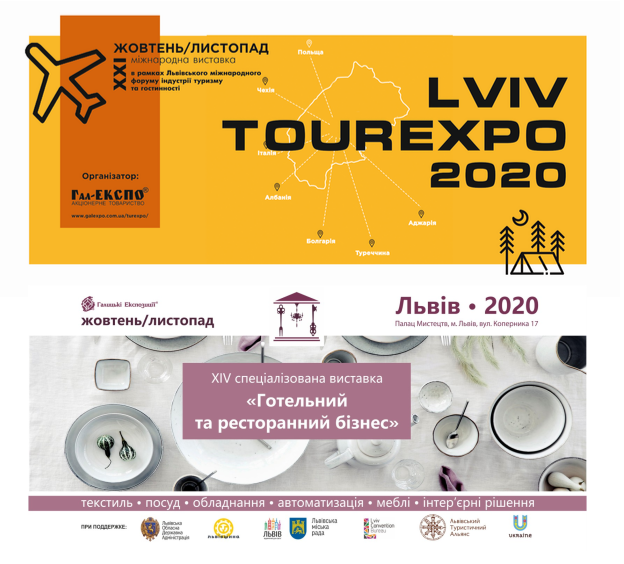 ЖОВТЕНЬ/ЛИСТОПАД
XXI
міжнародна виставка
в рамках Львівського міжнародного
форуму індустрії туризму
та гостинності
Польща
Чехія
LVIV
TOUREXPO
2020
Італія
Організатор:
Гал-ЕКСПО®
АКЦІОНЕРНЕ ТОВАРИСТВО
www.galexpo.com.ua/turexpo/
Албанія
Аджарія
Болгарія
Туреччина
Галицькі Експозиції
жовтень/листопад
Львів • 2020
Палац Мистецтв, м. Львів, вул. Коперника 17
XIV спеціалізована виставка
«Готельний
та ресторанний бізнес»
текстиль • посуд • обладнання • автоматизація • меблі • інтер'єрні рішення
ПРИ ПОДДЕРЖКЕ:
Львівська
Обласна
Державна
Адміністрація
ЛЬВІВЩИНА
ЛЬВІВ
Львівська
міська
рада
Lviv
Convention
Bureau
Львівський
Туристичний
Альянс
UKRAINE